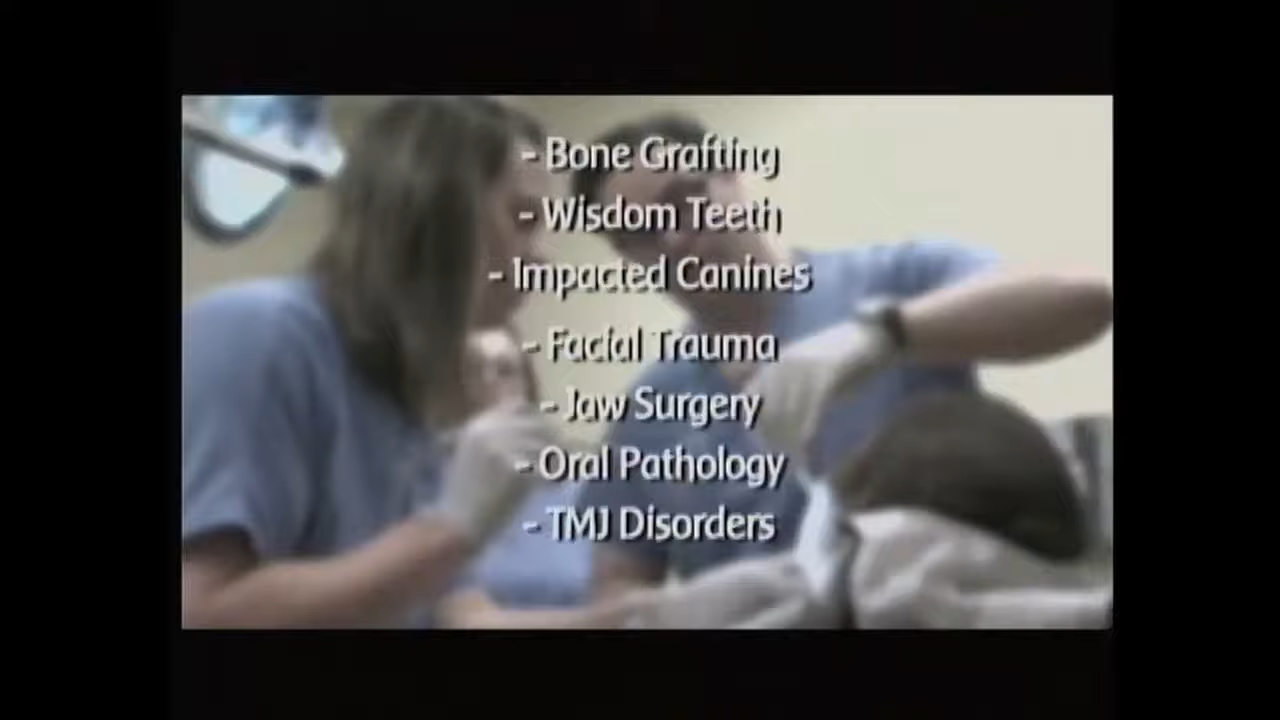 - Bone Grafting
- Wisdom Teeth
- Impacted Canines
- Facial Trauma
- Jaw Surgery
- Oral Pathology
- TMJ Disorders